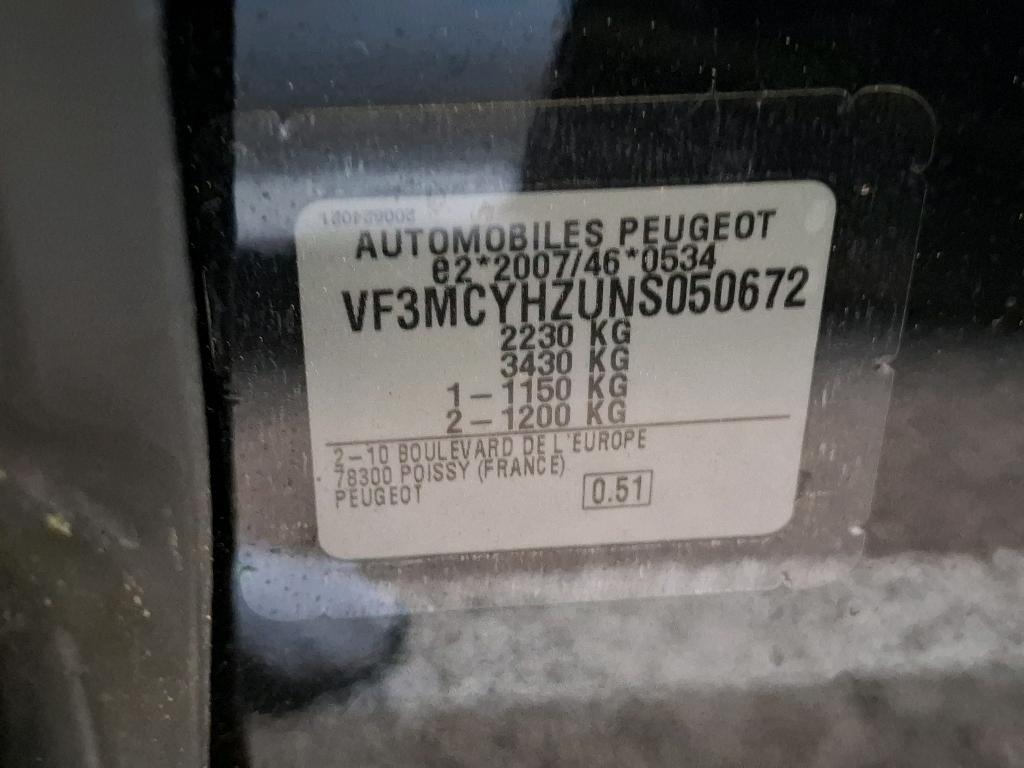 AUTOMOBILES PEUGEOT
e2*2007/46*0534
VF3MCYHZUNS050672
2230 KG
3430 KG
1 – 1150 KG
2 – 1200 KG
2–10 BOULEVARD DE L'EUROPE
78300 POISSY (FRANCE)
PEUGEOT
0.51